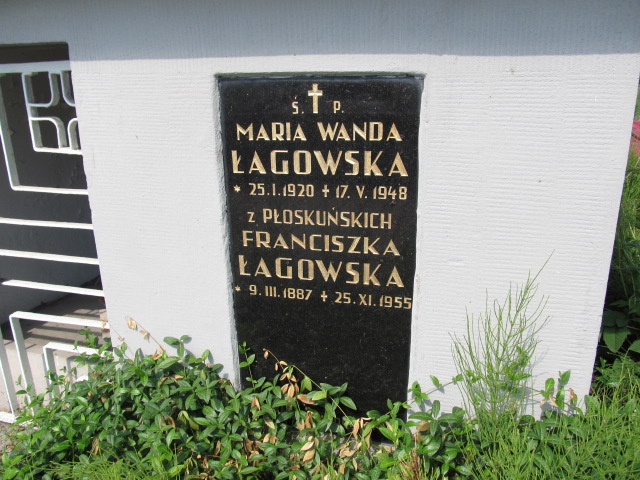 Ś. P.
MARIA WANDA
ŁAGOWSKA
* 25.I.1920 + 17.V.1948
z PŁOSKUŃSKICH
FRANCISZKA
ŁAGOWSKA
* 9.III.1887 + 25.XI.1955